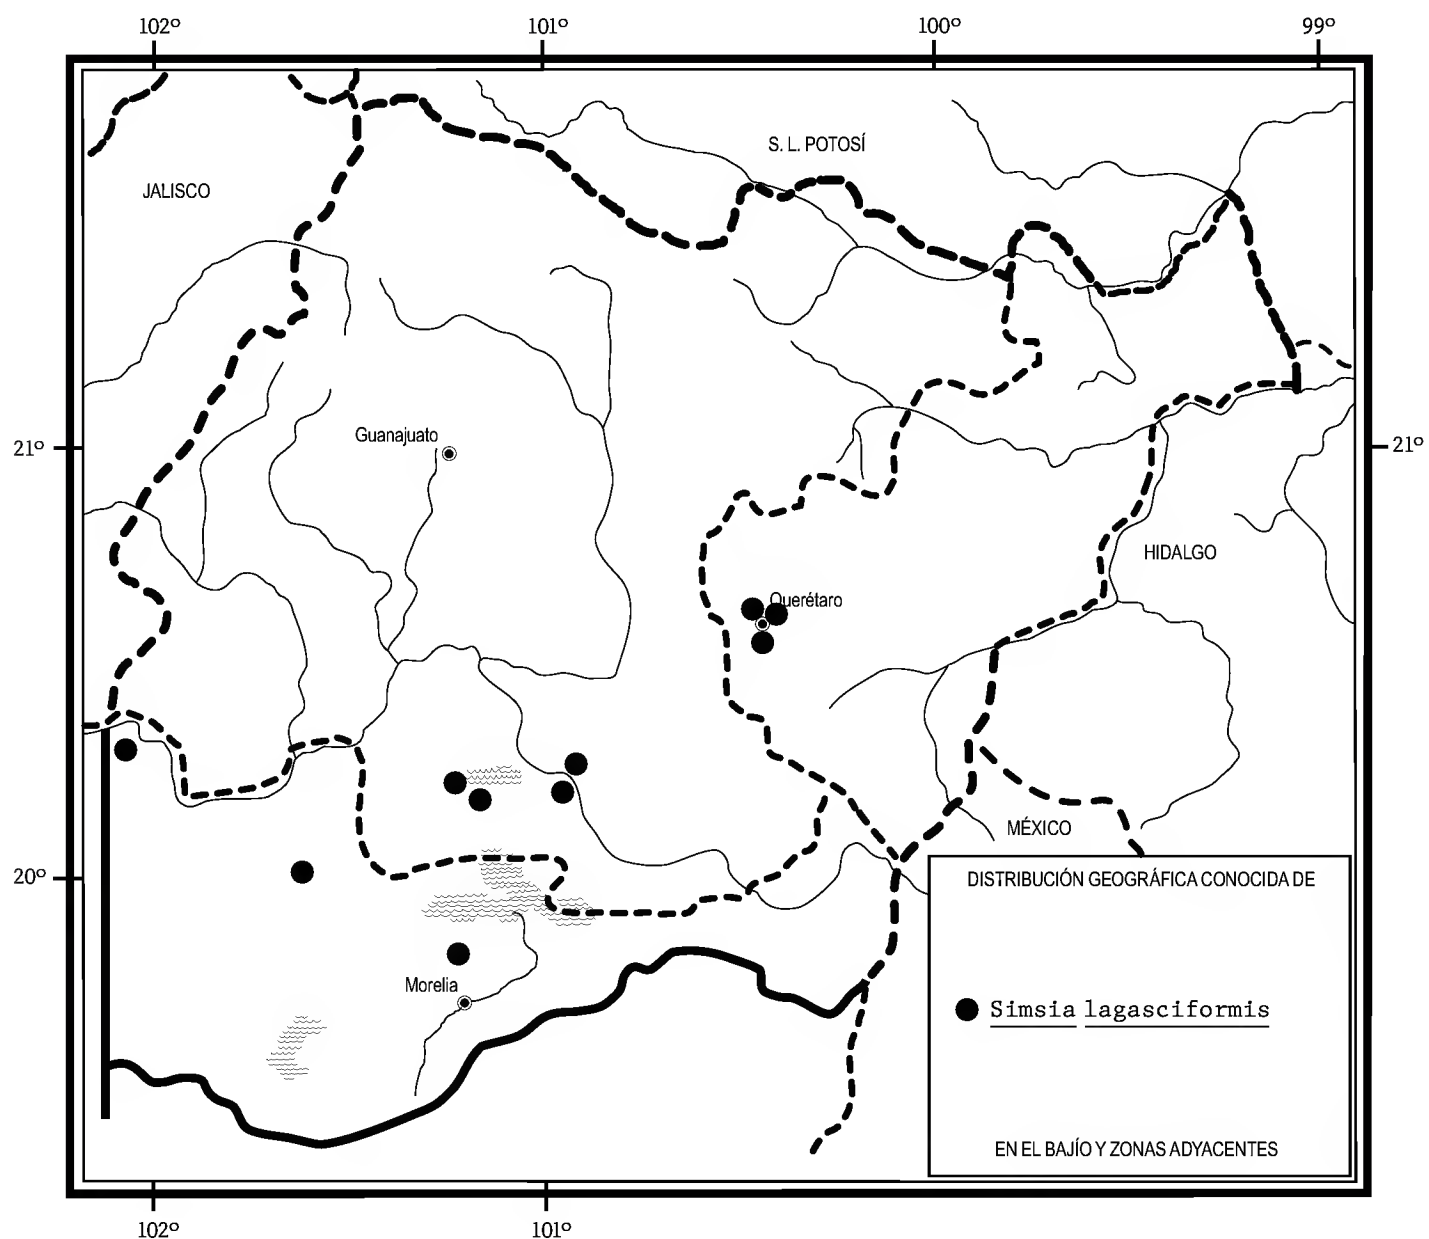 102º 101º 100º 99º
S. L. POTOSÍ
JALISCO
Guanajuato
21º 21º
HIDALGO
Querétaro
MÉXICO
20º
DISTRIBUCIÓN GEOGRÁFICA CONOCIDA DE
Morelia
Simsia lagasciformis
EN EL BAJÍO Y ZONAS ADYACENTES
102º 101º